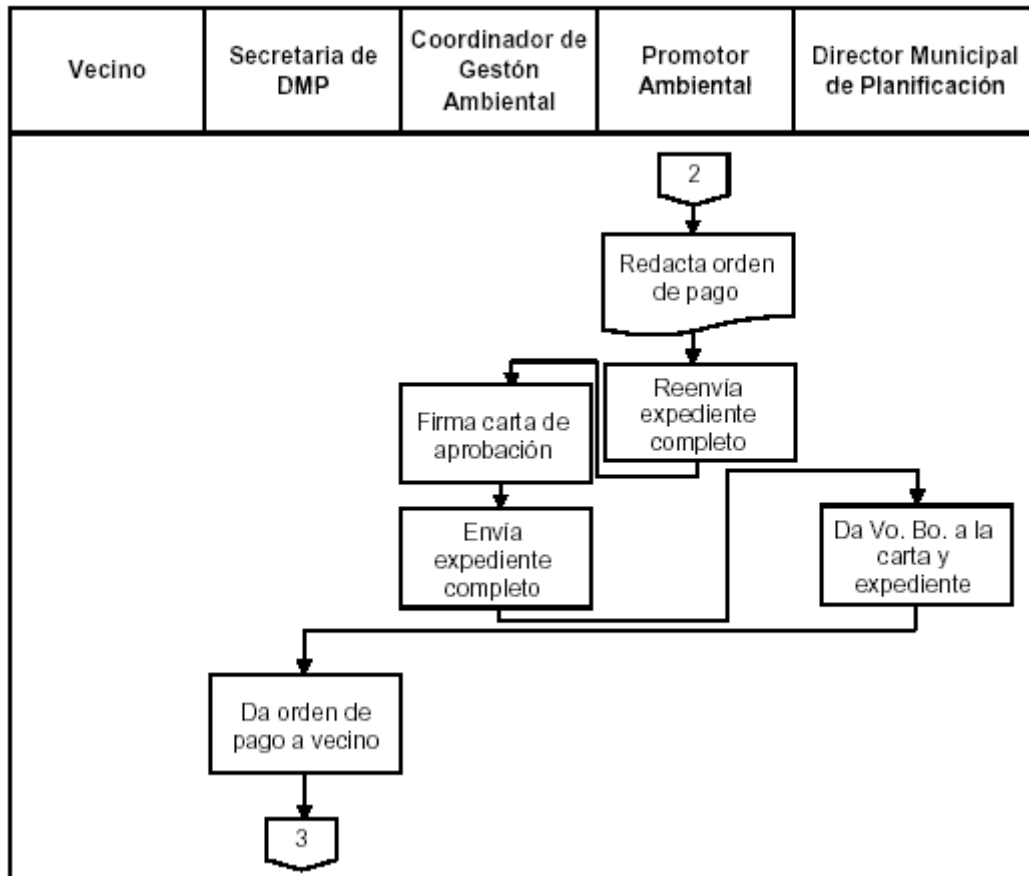 Vecino
Secretaria de
DMP
Coordinador de
Gestón
Ambiental
Promotor
Ambiental
Director Municipal
de Planificación
2
Redacta orden
de pago
Reenvía
expediente
completo
Firma carta de
aprobación
Envía
expediente
completo
Da Vo. Bo. a la
carta y
expediente
Da orden de
pago a vecino
3